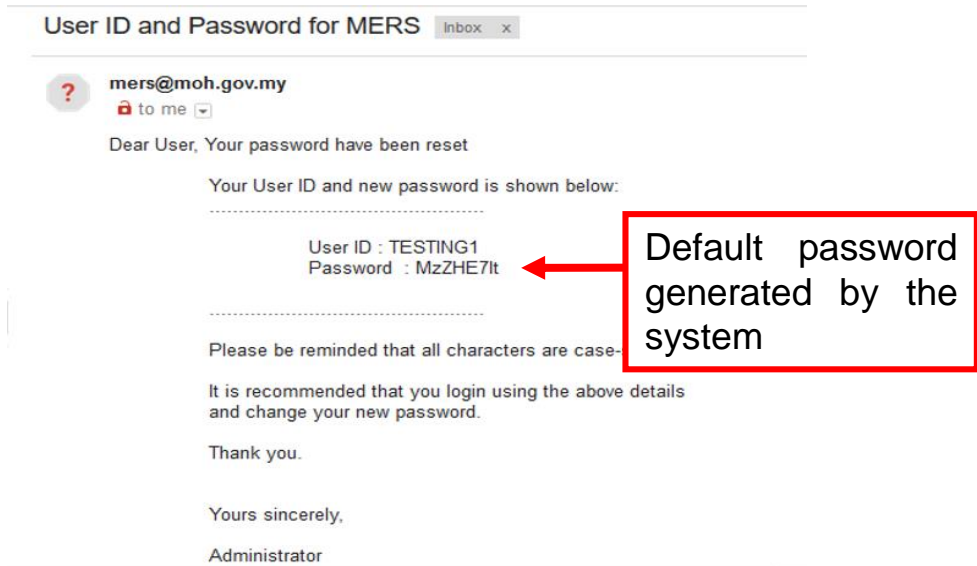 User ID and Password for MERS Inbox x
?
mers@moh.gov.my
to me
Dear User, Your password have been reset
Your User ID and new password is shown below:
----------------------------------------------
User ID : TESTING1
Password : MzZHE7lt
----------------------------------------------
Default password
generated by the
system
Please be reminded that all characters are case-
It is recommended that you login using the above details
and change your new password.
Thank you.
Yours sincerely,
Administrator